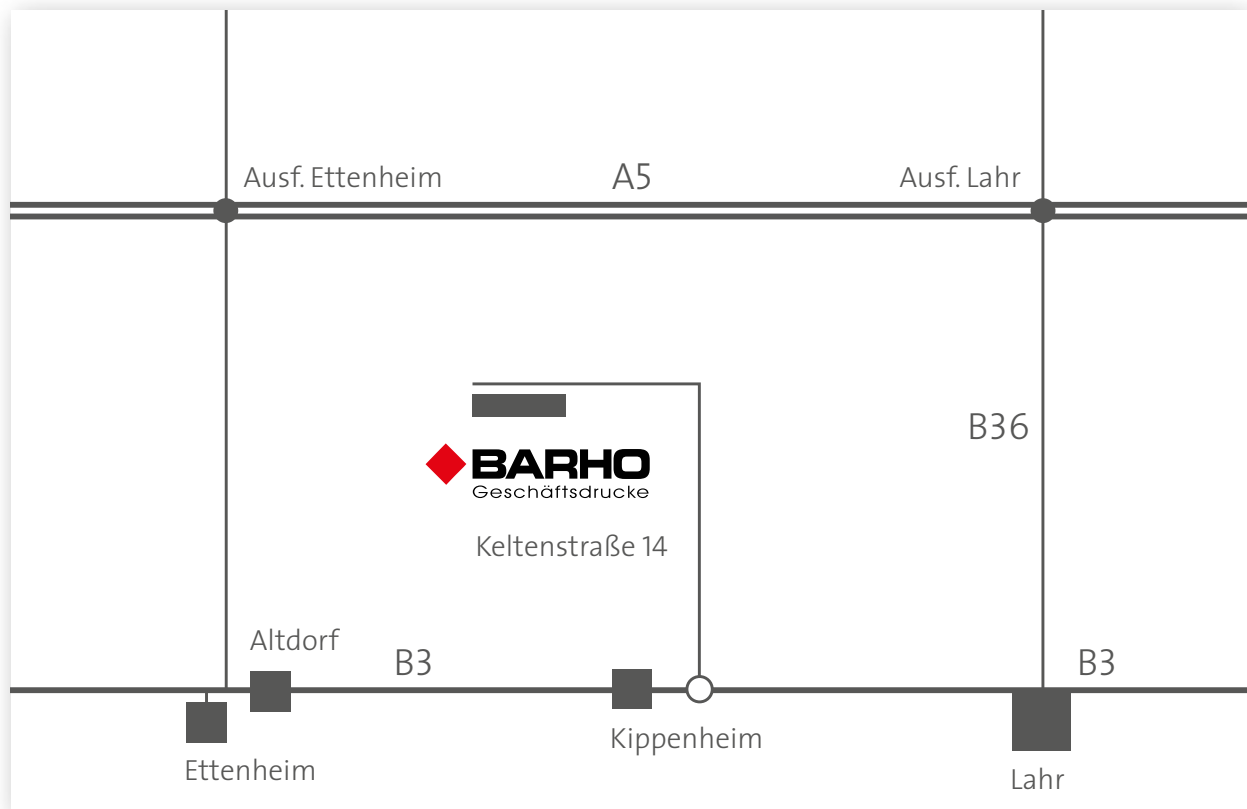 Ausf. Ettenheim
A5
Ausf. Lahr
B36
BARHO
Geschäftsdrucke
Keltenstraße 14
Altdorf
B3
B3
Kippenheim
Ettenheim
Lahr